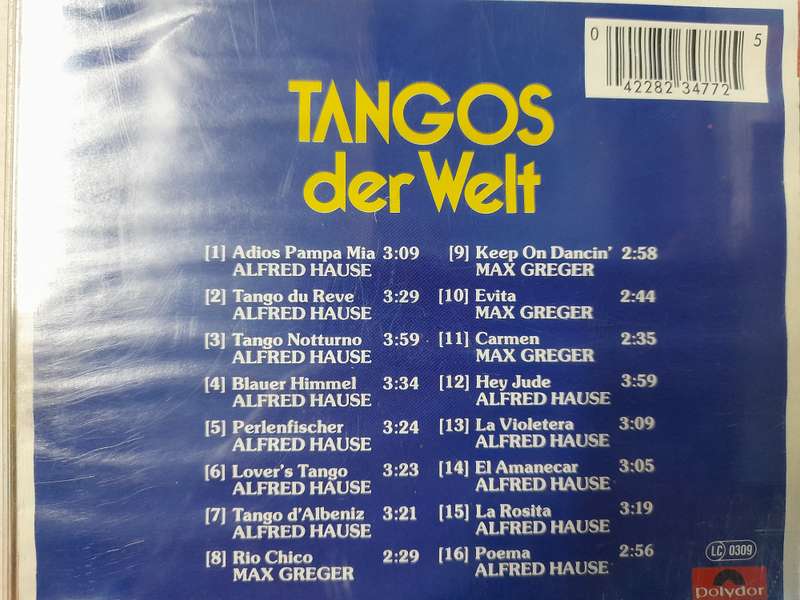 0 42282 34772 5
TANGOS
der Welt
[1] Adios Pampa Mia 3:09
ALFRED HAUSE
[2] Tango du Reve 3:29
ALFRED HAUSE
[3] Tango Notturno 3:59
ALFRED HAUSE
[4] Blauer Himmel 3:34
ALFRED HAUSE
[5] Perlenfischer 3:24
ALFRED HAUSE
[6] Lover's Tango 3:23
ALFRED HAUSE
[7] Tango d'Albeniz 3:21
ALFRED HAUSE
[8] Rio Chico 2:29
MAX GREGER
[9] Keep On Dancin' 2:58
MAX GREGER
[10] Evita 2:44
MAX GREGER
[11] Carmen 2:35
MAX GREGER
[12] Hey Jude 3:59
ALFRED HAUSE
[13] La Violetera 3:09
ALFRED HAUSE
[14] El Amanecar 3:05
ALFRED HAUSE
[15] La Rosita 3:19
ALFRED HAUSE
[16] Poema 2:56
ALFRED HAUSE
LC 0309
Polydor